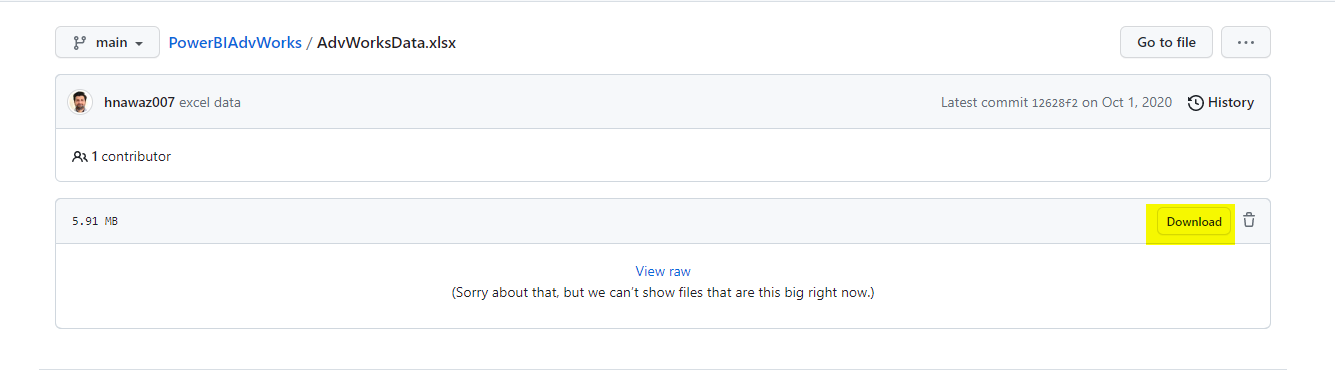 main PowerBIAdvWorks / AdvWorksData.xlsx Go to file ...
hnawaz007 excel data Latest commit 12628f2 on Oct 1, 2020 History
1 contributor
5.91 MB Download
View raw
(Sorry about that, but we can’t show files that are this big right now.)